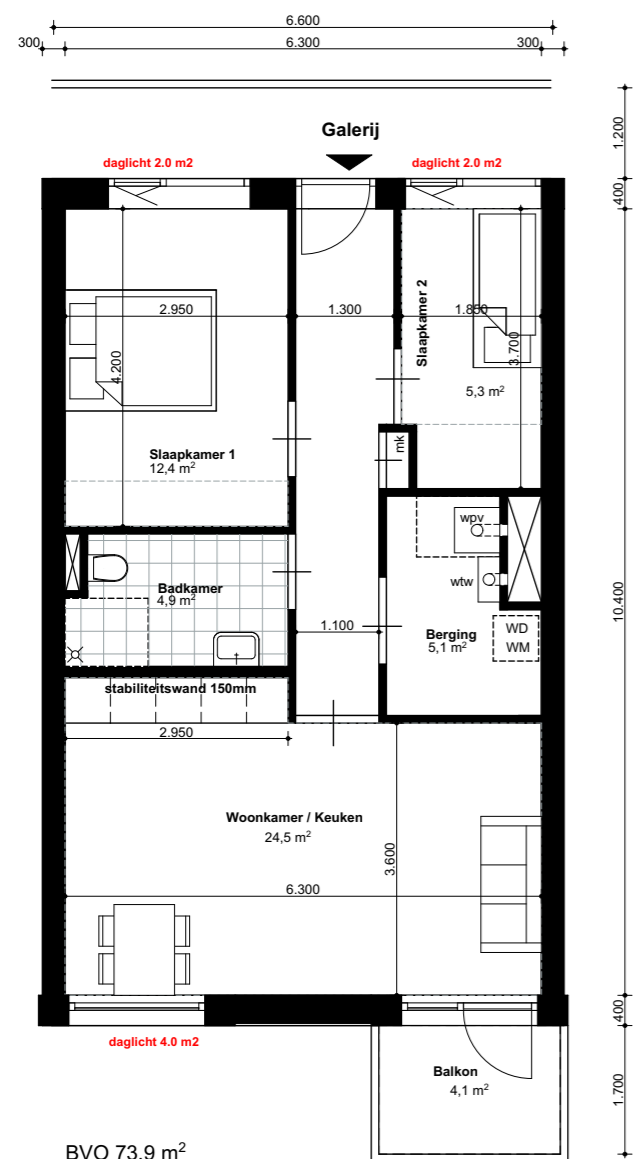 6.600
300 6.300 300
1.200
Galerij
daglicht 2.0 m2 daglicht 2.0 m2
400
2.950 1.300 1.850
Slaapkamer 2
4.200
3.700
5,3 m²
mk
Slaapkamer 1
12,4 m²
wpv
wtw
10.400
Badkamer
4,9 m²
1.100
Berging
5,1 m²
WD
WM
stabiliteitswand 150mm
2.950
Woonkamer / Keuken
24,5 m²
3.600
6.300
400
daglicht 4.0 m2
Balkon
4,1 m²
1.700
BVO 73.9 m²